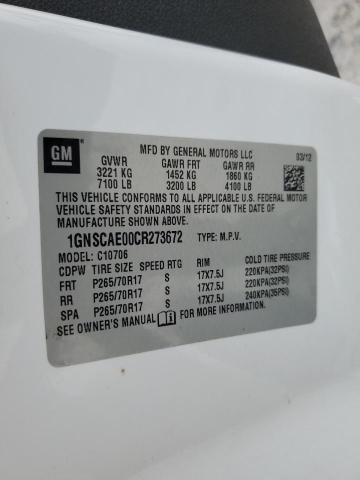 GM
MFD BY GENERAL MOTORS LLC
03/12
GVWR GAWR FRT GAWR RR
3221 KG 1452 KG 1860 KG
7100 LB 3200 LB 4100 LB
THIS VEHICLE CONFORMS TO ALL APPLICABLE
U.S. FEDERAL MOTOR VEHICLE SAFETY
STANDARDS IN EFFECT ON THE DATE OF
MANUFACTURE SHOWN ABOVE.
1GNSCAE00CR273672 TYPE: M.P.V.
MODEL: C10706
CDPW TIRE SIZE SPEED RTG RIM COLD TIRE PRESSURE
FRT P265/70R17 S 17X7.5J 220KPA(32PSI)
RR P265/70R17 S 17X7.5J 220KPA(32PSI)
SPA P265/70R17 S 17X7.5J 240KPA(35PSI)
SEE OWNER'S MANUAL FOR MORE INFORMATION.